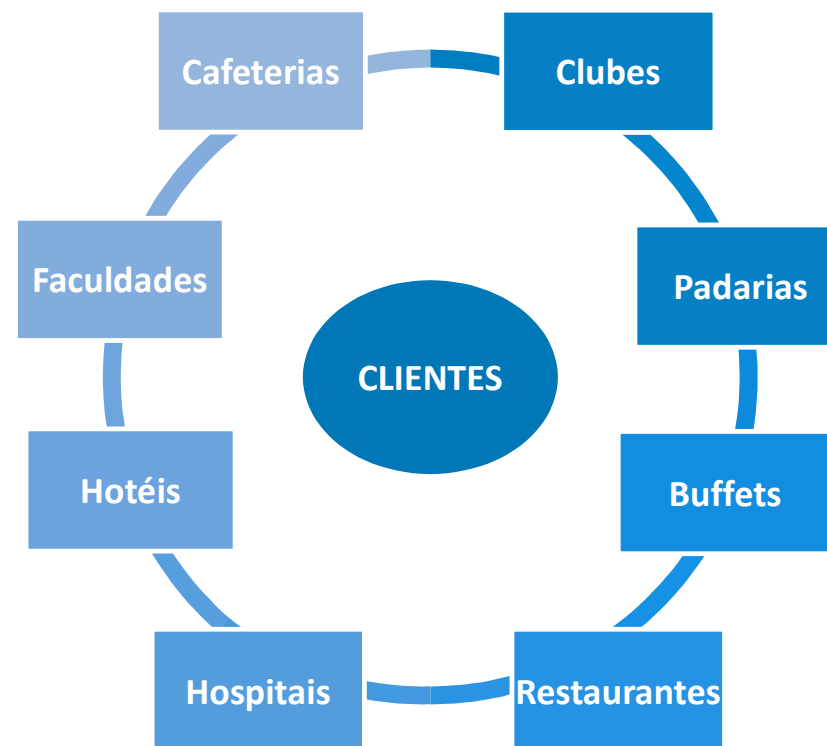 Cafeterias
Clubes
Faculdades
Padarias
CLIENTES
Hotéis
Buffets
Hospitais
Restaurantes